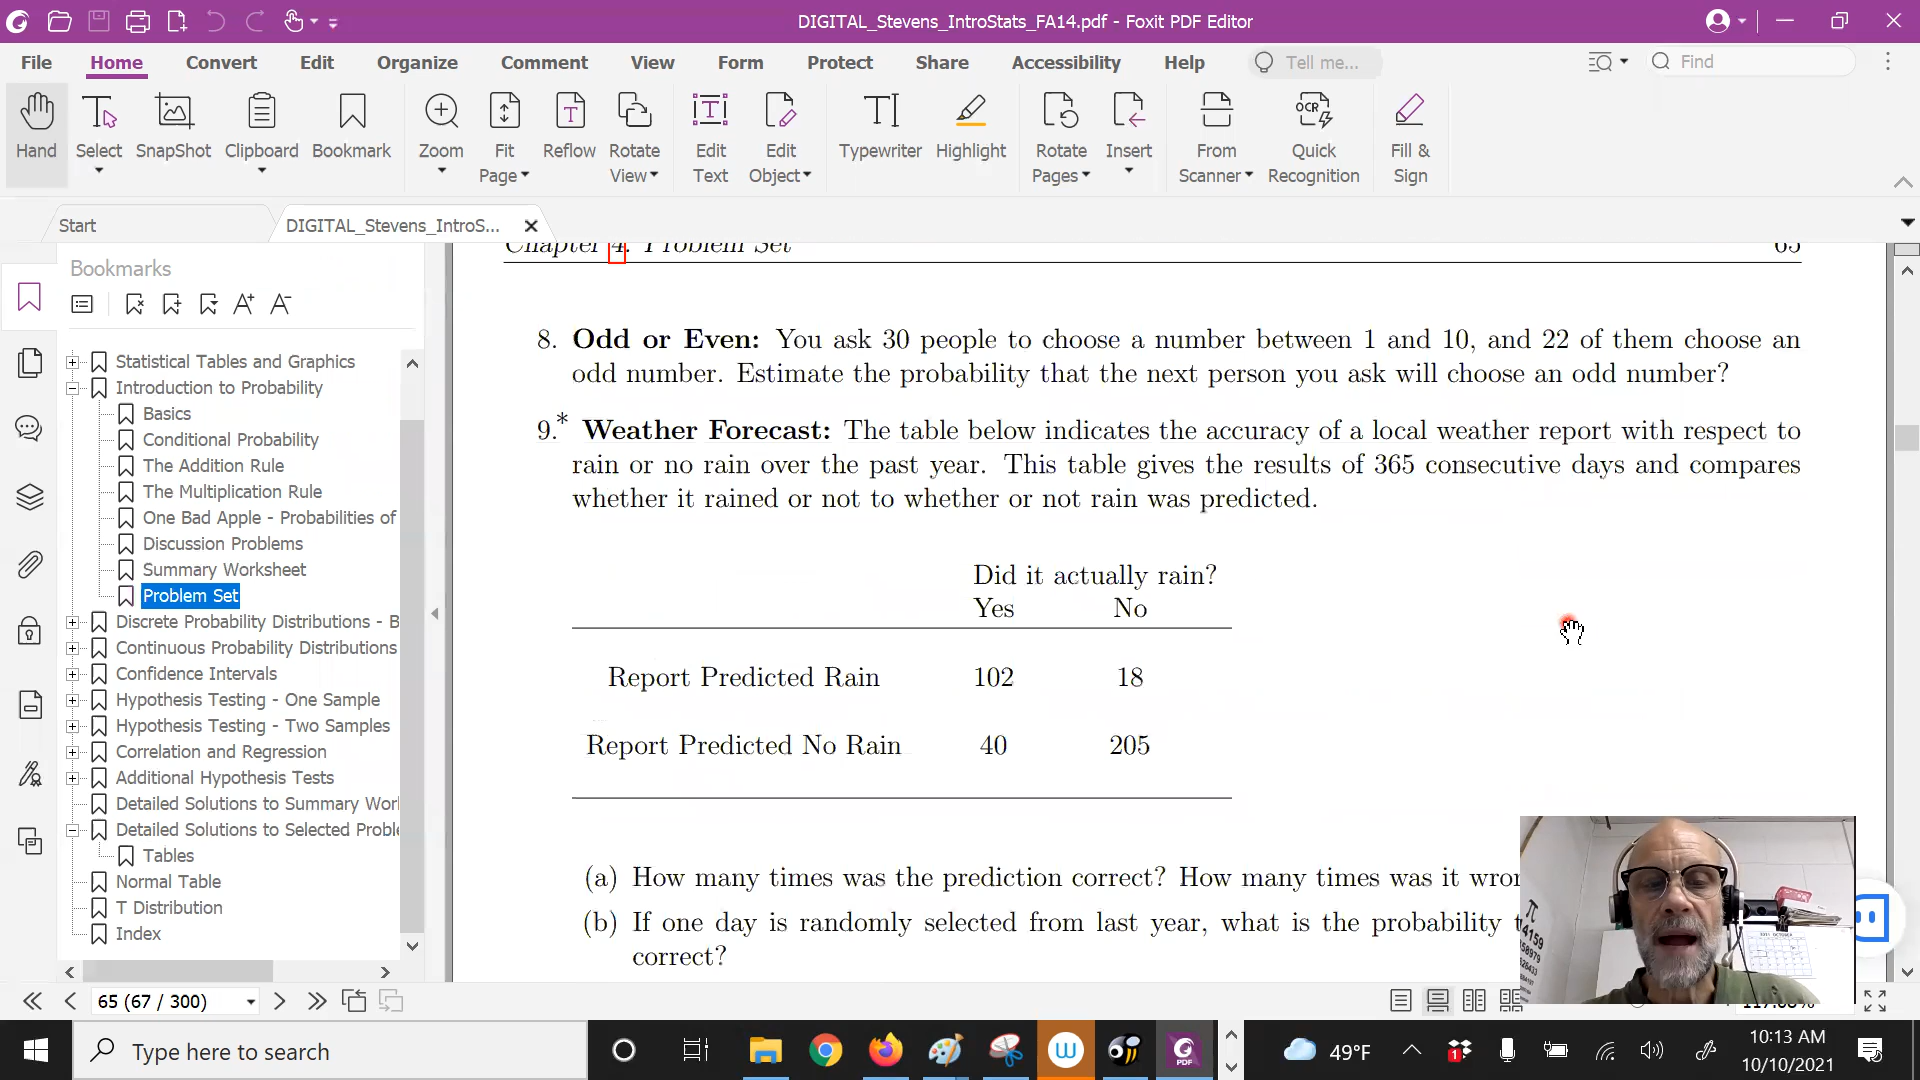 DIGITAL_Stevens_IntroStats_FA14.pdf - Foxit PDF Editor
File Home Convert Edit Organize Comment View Form Protect Share Accessibility Help Tell me... Find
Hand Select SnapShot Clipboard Bookmark Zoom Fit Page Reflow Rotate View Edit Text Edit Object Typewriter Highlight Rotate Pages Insert From Scanner OCR Quick Recognition Fill & Sign
Start DIGITAL_Stevens_IntroS...
Bookmarks
Statistical Tables and Graphics
Introduction to Probability
Basics
Conditional Probability
The Addition Rule
The Multiplication Rule
One Bad Apple - Probabilities of
Discussion Problems
Summary Worksheet
Problem Set
Discrete Probability Distributions - B
Continuous Probability Distributions
Confidence Intervals
Hypothesis Testing - One Sample
Hypothesis Testing - Two Samples
Correlation and Regression
Additional Hypothesis Tests
Detailed Solutions to Summary Wor
Detailed Solutions to Selected Proble
Tables
Normal Table
T Distribution
Index
Chapter 4. Problem Set 65
8. Odd or Even: You ask 30 people to choose a number between 1 and 10, and 22 of them choose an
odd number. Estimate the probability that the next person you ask will choose an odd number?
9.* Weather Forecast: The table below indicates the accuracy of a local weather report with respect to
rain or no rain over the past year. This table gives the results of 365 consecutive days and compares
whether it rained or not to whether or not rain was predicted.
Did it actually rain?
Yes No
Report Predicted Rain 102 18
Report Predicted No Rain 40 205
(a) How many times was the prediction correct? How many times was it wron
(b) If one day is randomly selected from last year, what is the probability t
correct?
65 (67 / 300)
Type here to search
PDF
49°F
1
10:13 AM
10/10/2021